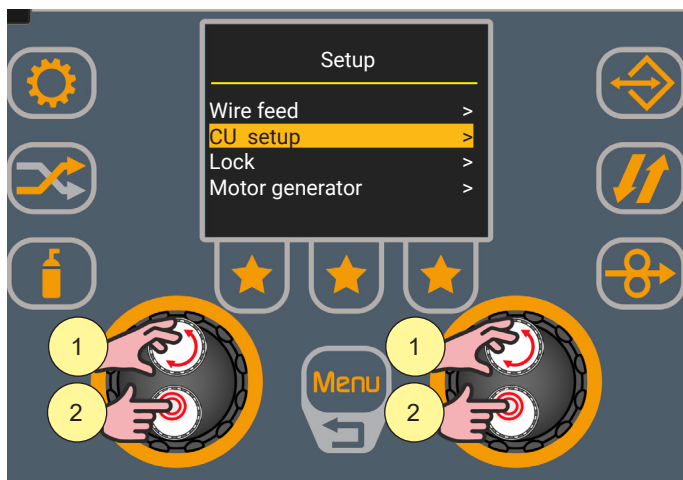 Setup
Wire feed >
CU setup >
Lock >
Motor generator >
1 1
Menu
2 2